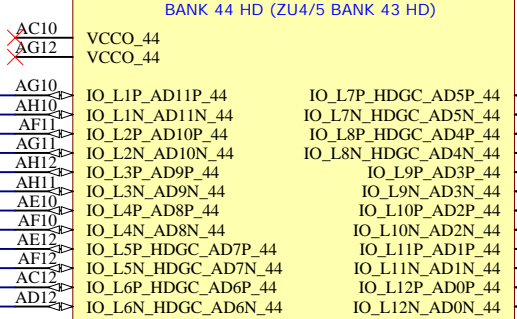 BANK 44 HD (ZU4/5 BANK 43 HD)
AC10 VCCO_44
AG12 VCCO_44
AG10 IO_L1P_AD11P_44 IO_L7P_HDGC_AD5P_44
AH10 IO_L1N_AD11N_44 IO_L7N_HDGC_AD5N_44
AF11 IO_L2P_AD10P_44 IO_L8P_HDGC_AD4P_44
AG11 IO_L2N_AD10N_44 IO_L8N_HDGC_AD4N_44
AH12 IO_L3P_AD9P_44 IO_L9P_AD3P_44
AH11 IO_L3N_AD9N_44 IO_L9N_AD3N_44
AE10 IO_L4P_AD8P_44 IO_L10P_AD2P_44
AF10 IO_L4N_AD8N_44 IO_L10N_AD2N_44
AE12 IO_L5P_HDGC_AD7P_44 IO_L11P_AD1P_44
AF12 IO_L5N_HDGC_AD7N_44 IO_L11N_AD1N_44
AC12 IO_L6P_HDGC_AD6P_44 IO_L12P_AD0P_44
AD12 IO_L6N_HDGC_AD6N_44 IO_L12N_AD0N_44